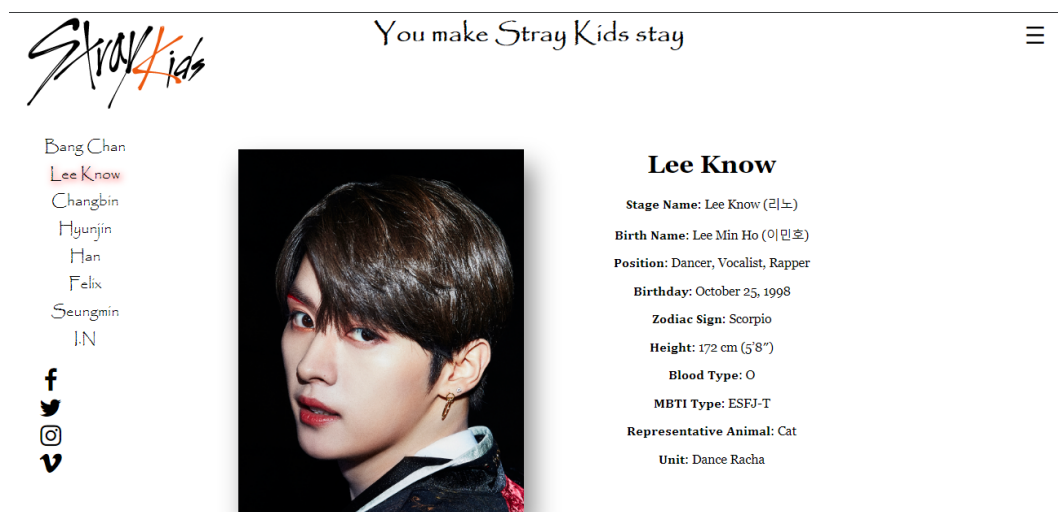 Stray Kids
You make Stray Kids stay
☰
Bang Chan
Lee Know
Changbin
Hyunjin
Han
Felix
Seungmin
I.N
Lee Know
Stage Name: Lee Know (리노)
Birth Name: Lee Min Ho (이민호)
Position: Dancer, Vocalist, Rapper
Birthday: October 25, 1998
Zodiac Sign: Scorpio
Height: 172 cm (5’8″)
Blood Type: O
MBTI Type: ESFJ-T
Representative Animal: Cat
Unit: Dance Racha